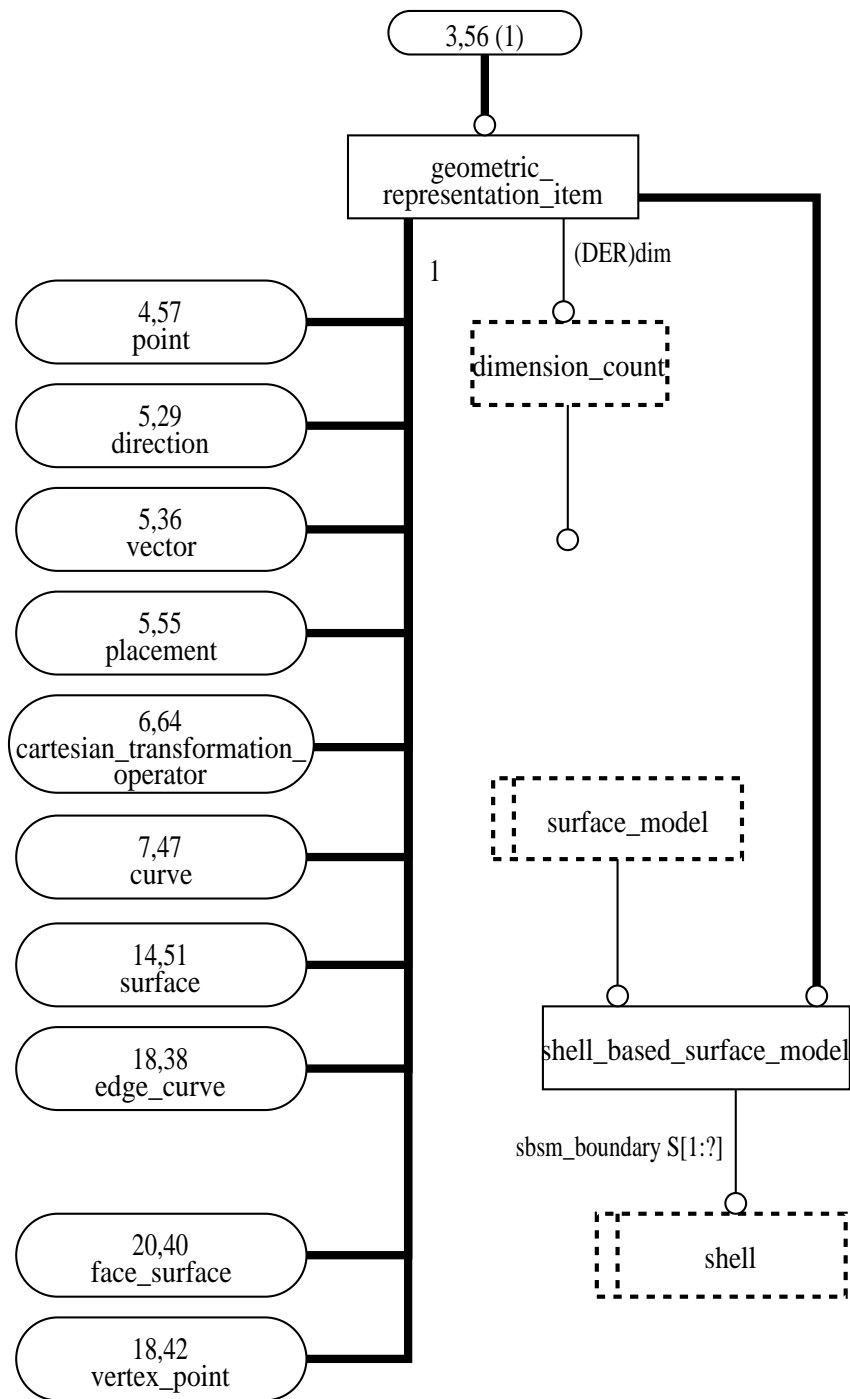 3,56 (1)
geometric_
representation_item
(DER)dim
1
4,57
point
dimension_count
5,29
direction
5,36
vector
5,55
placement
6,64
cartesian_transformation_
operator
surface_model
7,47
curve
14,51
surface
18,38
edge_curve
shell_based_surface_model
sbsm_boundary S[1:?]
20,40
face_surface
shell
18,42
vertex_point